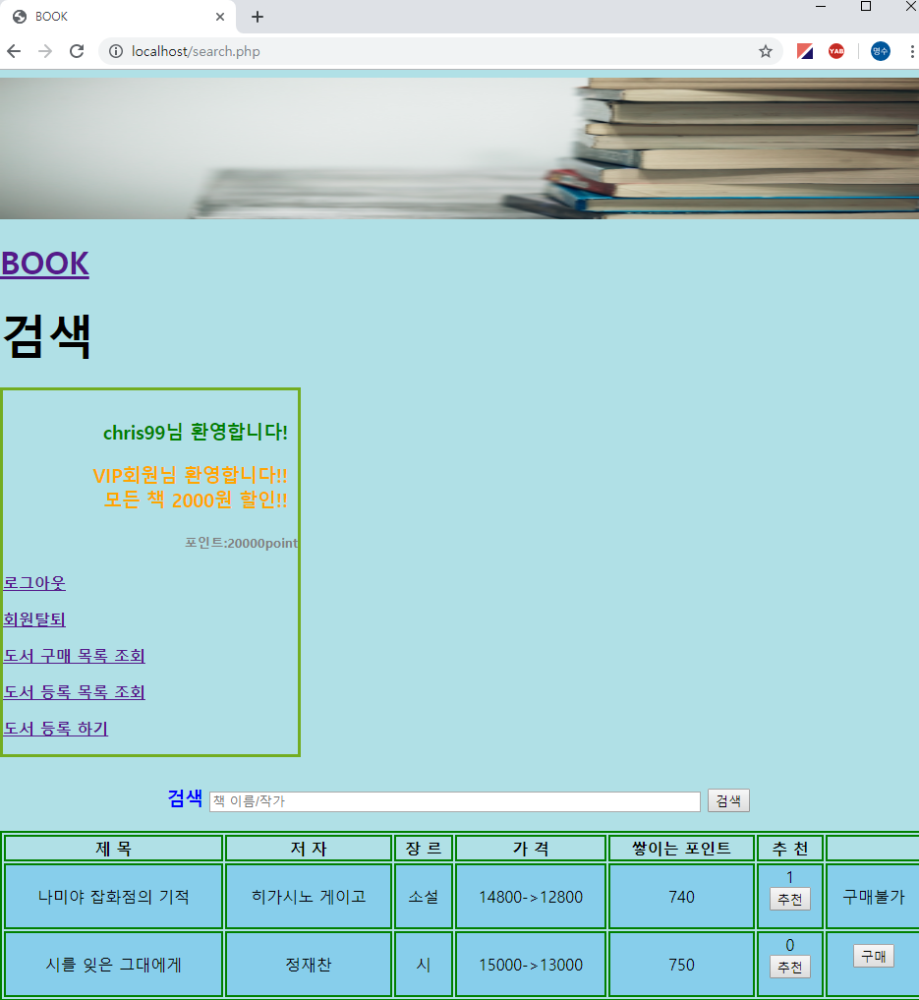 BOOK
localhost/search.php
YAB
명수
BOOK
검색
chris99님 환영합니다!
VIP회원님 환영합니다!!
모든 책 2000원 할인!!
포인트:20000point
로그아웃
회원탈퇴
도서 구매 목록 조회
도서 등록 목록 조회
도서 등록 하기
검색 책 이름/작가 검색
제 목 저 자 장 르 가 격 쌓이는 포인트 추 천
나미야 잡화점의 기적 히가시노 게이고 소설 14800->12800 740 1 추천 구매불가
시를 잊은 그대에게 정재찬 시 15000->13000 750 0 추천 구매